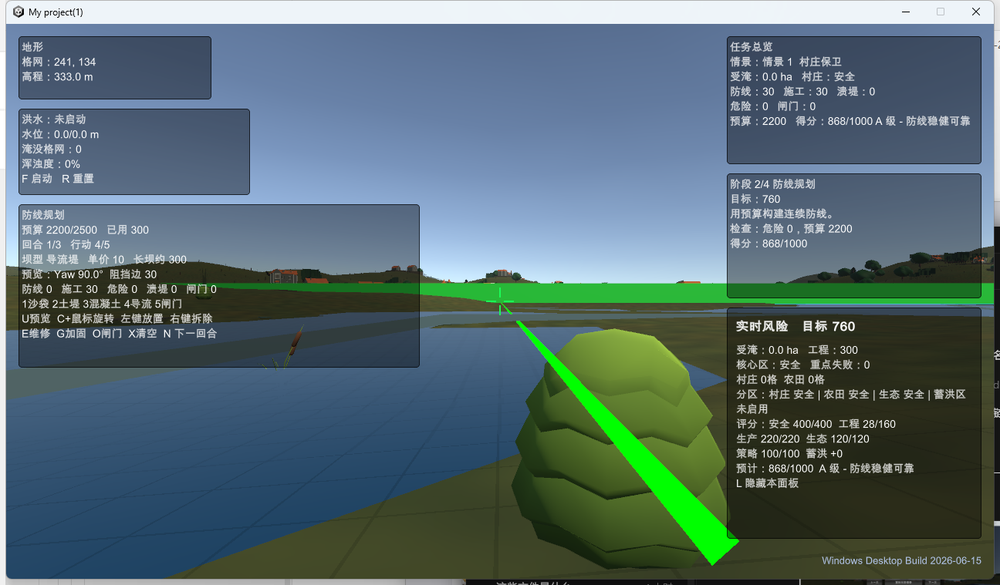 My project(1)
地形
格网：241, 134
高程：333.0 m
洪水：未启动
水位：0.0/0.0 m
淹没格网：0
浑浊度：0%
F 启动 R 重置
防线规划
预算 2200/2500 已用 300
回合 1/3 行动 4/5
坝型 导流堤 单价 10 长坝约 300
预览：Yaw 90.0° 阻挡边 30
防线 0 施工 30 危险 0 溃堤 0 闸门 0
1沙袋 2土堤 3混凝土 4导流 5闸门
U预览 C+鼠标旋转 左键放置 右键拆除
E维修 G加固 O闸门 X清空 N 下一回合
任务总览
情景：情景 1 村庄保卫
受淹：0.0 ha 村庄：安全
防线：30 施工：30 溃堤：0
危险：0 闸门：0
预算：2200 得分：868/1000 A 级 - 防线稳健可靠
阶段 2/4 防线规划
目标：760
用预算构建连续防线。
检查：危险 0，预算 2200
得分：868/1000
实时风险 目标 760
受淹：0.0 ha 工程：300
核心区：安全 重点失败：0
村庄 0格 农田 0格
分区：村庄 安全 | 农田 安全 | 生态 安全 | 蓄洪区
未启用
评分：安全 400/400 工程 28/160
生产 220/220 生态 120/120
策略 100/100 蓄洪 +0
预计：868/1000 A 级 - 防线稳健可靠
L 隐藏本面板
Windows Desktop Build 2026-06-15